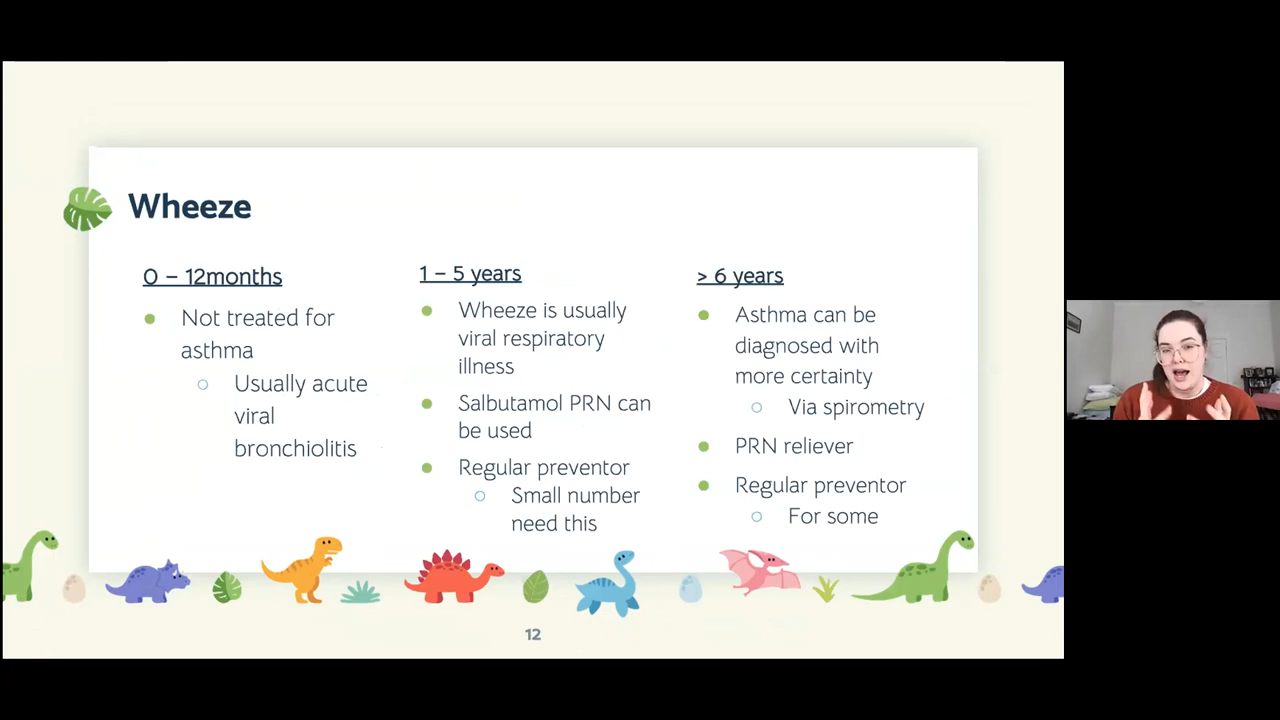 Wheeze
0 – 12months
Not treated for
asthma
Usually acute
viral
bronchiolitis
1 – 5 years
Wheeze is usually
viral respiratory
illness
Salbutamol PRN can
be used
Regular preventor
Small number
need this
> 6 years
Asthma can be
diagnosed with
more certainty
Via spirometry
PRN reliever
Regular preventor
For some
12